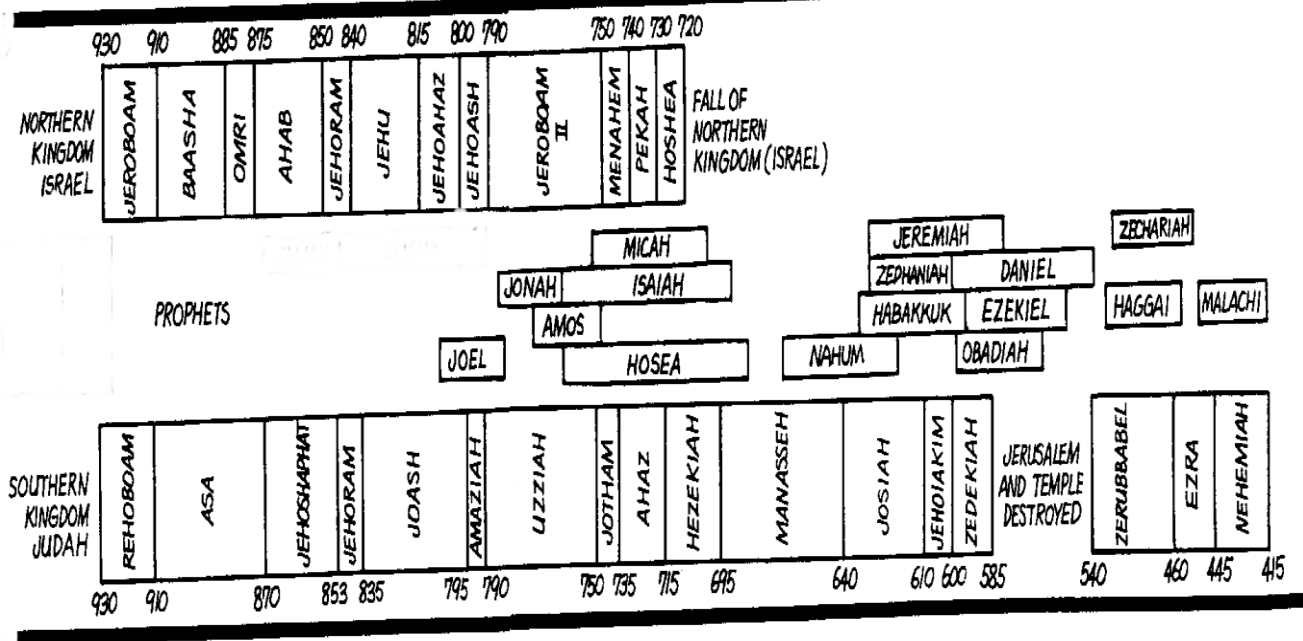 930 910 885 875 850 840 815 800 790 750 740 730 720
NORTHERN
KINGDOM
ISRAEL
JEROBOAM
BAASHA
OMRI
AHAB
JEHORAM
JEHU
JEHOAHAZ
JEHOASH
JEROBOAM
II
MENAHEM
PEKAH
HOSHEA
FALL OF
NORTHERN
KINGDOM (ISRAEL)
PROPHETS
MICAH
JEREMIAH
ZECHARIAH
JONAH
ISAIAH
ZEPHANIAH
DANIEL
AMOS
HABAKKUK
EZEKIEL
HAGGAI
MALACHI
JOEL
HOSEA
NAHUM
OBADIAH
SOUTHERN
KINGDOM
JUDAH
REHOBOAM
ASA
JEHOSHAPHAT
JEHORAM
JOASH
AMAZIAH
UZZIAH
JOTHAM
AHAZ
HEZEKIAH
MANASSEH
JOSIAH
JEHOIAKIM
ZEDEKIAH
JERUSALEM
AND TEMPLE
DESTROYED
ZERUBBABEL
EZRA
NEHEMIAH
930 910 870 853 835 795 790 750 735 715 695 640 610 600 585 540 460 445 415